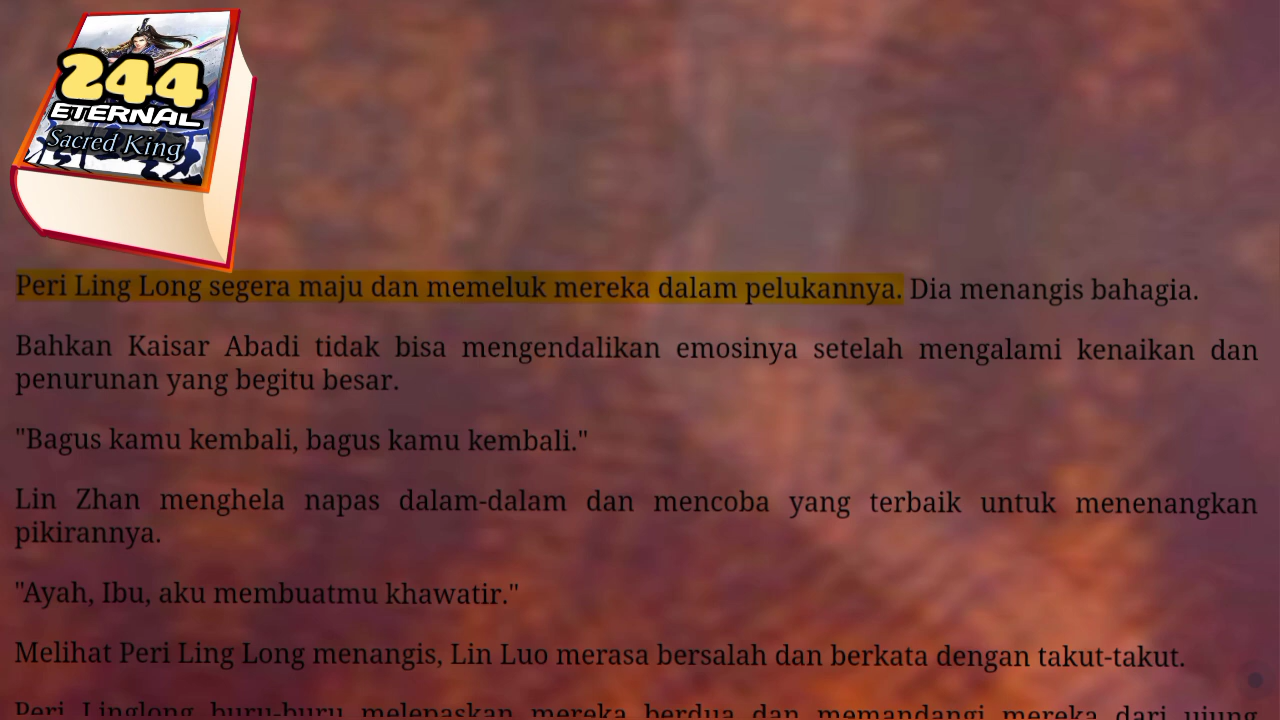 244
ETERNAL
Sacred King
Peri Ling Long segera maju dan memeluk mereka dalam pelukannya. Dia menangis bahagia.
Bahkan Kaisar Abadi tidak bisa mengendalikan emosinya setelah mengalami kenaikan dan
penurunan yang begitu besar.
"Bagus kamu kembali, bagus kamu kembali."
Lin Zhan menghela napas dalam-dalam dan mencoba yang terbaik untuk menenangkan
pikirannya.
"Ayah, Ibu, aku membuatmu khawatir."
Melihat Peri Ling Long menangis, Lin Luo merasa bersalah dan berkata dengan takut-takut.
Peri Linglong buru-buru melepaskan mereka berdua dan memandangi mereka dari ujung